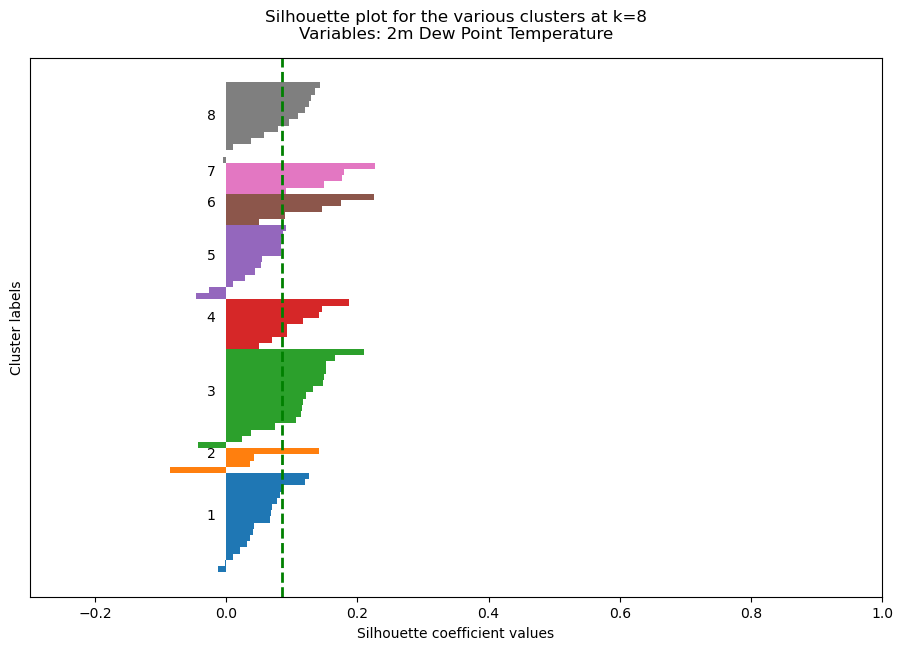 Silhouette plot for the various clusters at k=8
Variables: 2m Dew Point Temperature
Cluster labels
8
7
6
5
4
3
2
1
−0.2 0.0 0.2 0.4 0.6 0.8 1.0
Silhouette coefficient values